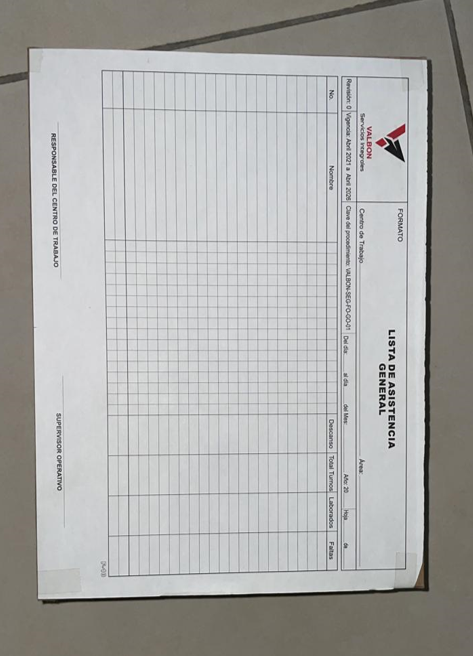 FORMATO
VALBON
Servicios Integrales
LISTA DE ASISTENCIA
GENERAL
Centro de Trabajo
Área:
Revisión: 0 Vigencia: Abril 2021 a Abril 2026 Clave del procedimiento: VALBON-SEG-FO-GO-01 Del día: al día del Mes: Año: 20 Hoja de
No. Nombre Descanso Total Turnos Laborados Faltas
RESPONSABLE DEL CENTRO DE TRABAJO SUPERVISOR OPERATIVO